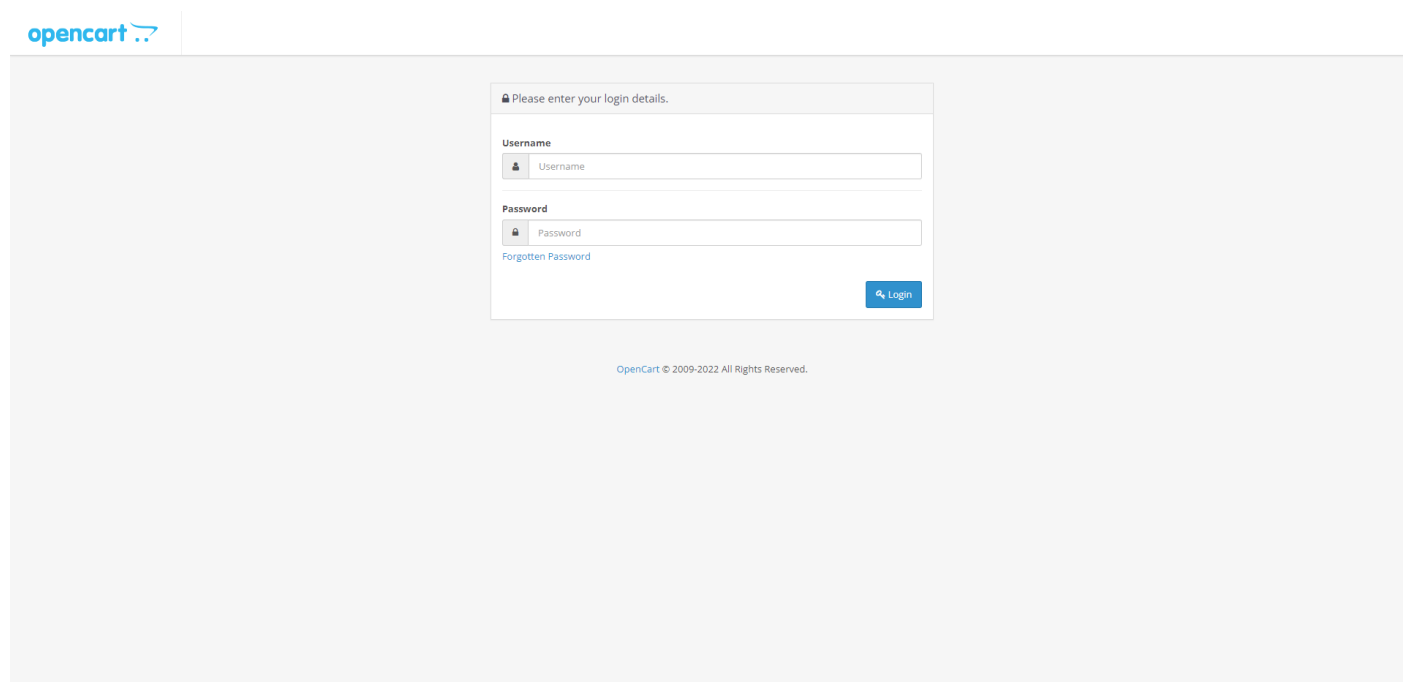 opencart
Please enter your login details.
Username
Username
Password
Password
Forgotten Password
Login
OpenCart © 2009-2022 All Rights Reserved.